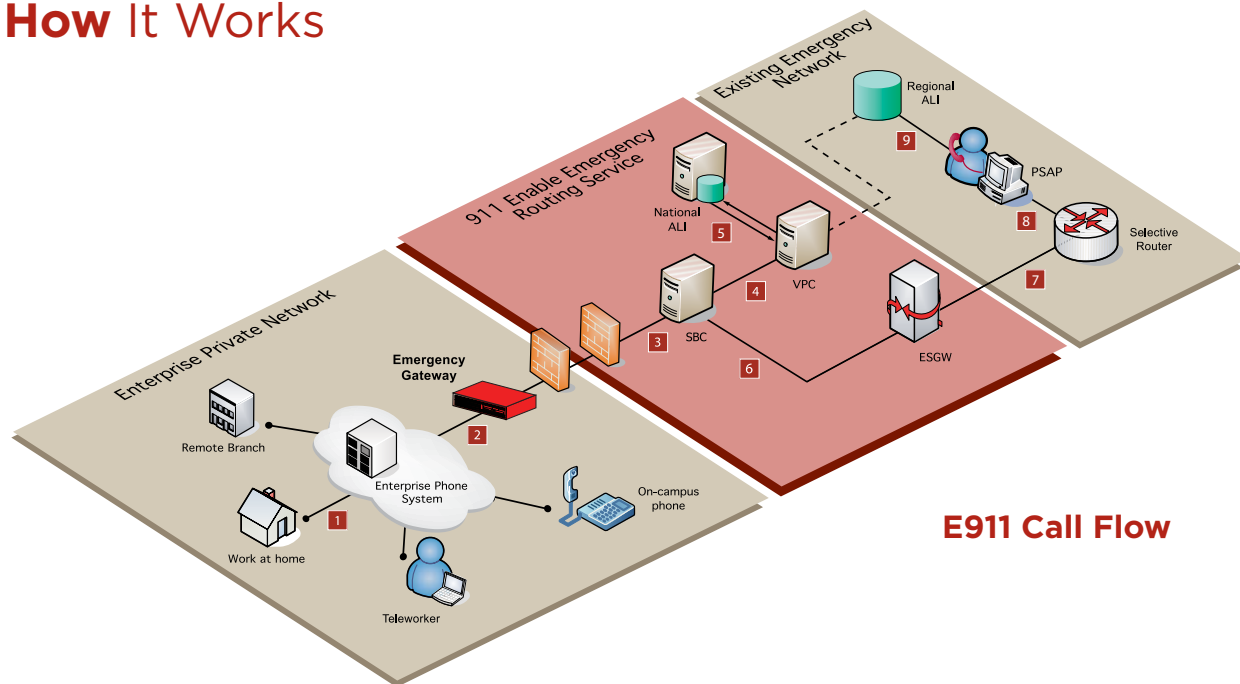 How It Works
Existing Emergency
Network
Regional
ALI
9
PSAP
8
Selective
Router
7
911 Enable Emergency
Routing Service
National
ALI
5
VPC
4
SBC
3
6
ESGW
Enterprise Private Network
Emergency
Gateway
2
Remote Branch
Enterprise Phone
System
On-campus
phone
1
Work at home
Teleworker
E911 Call Flow